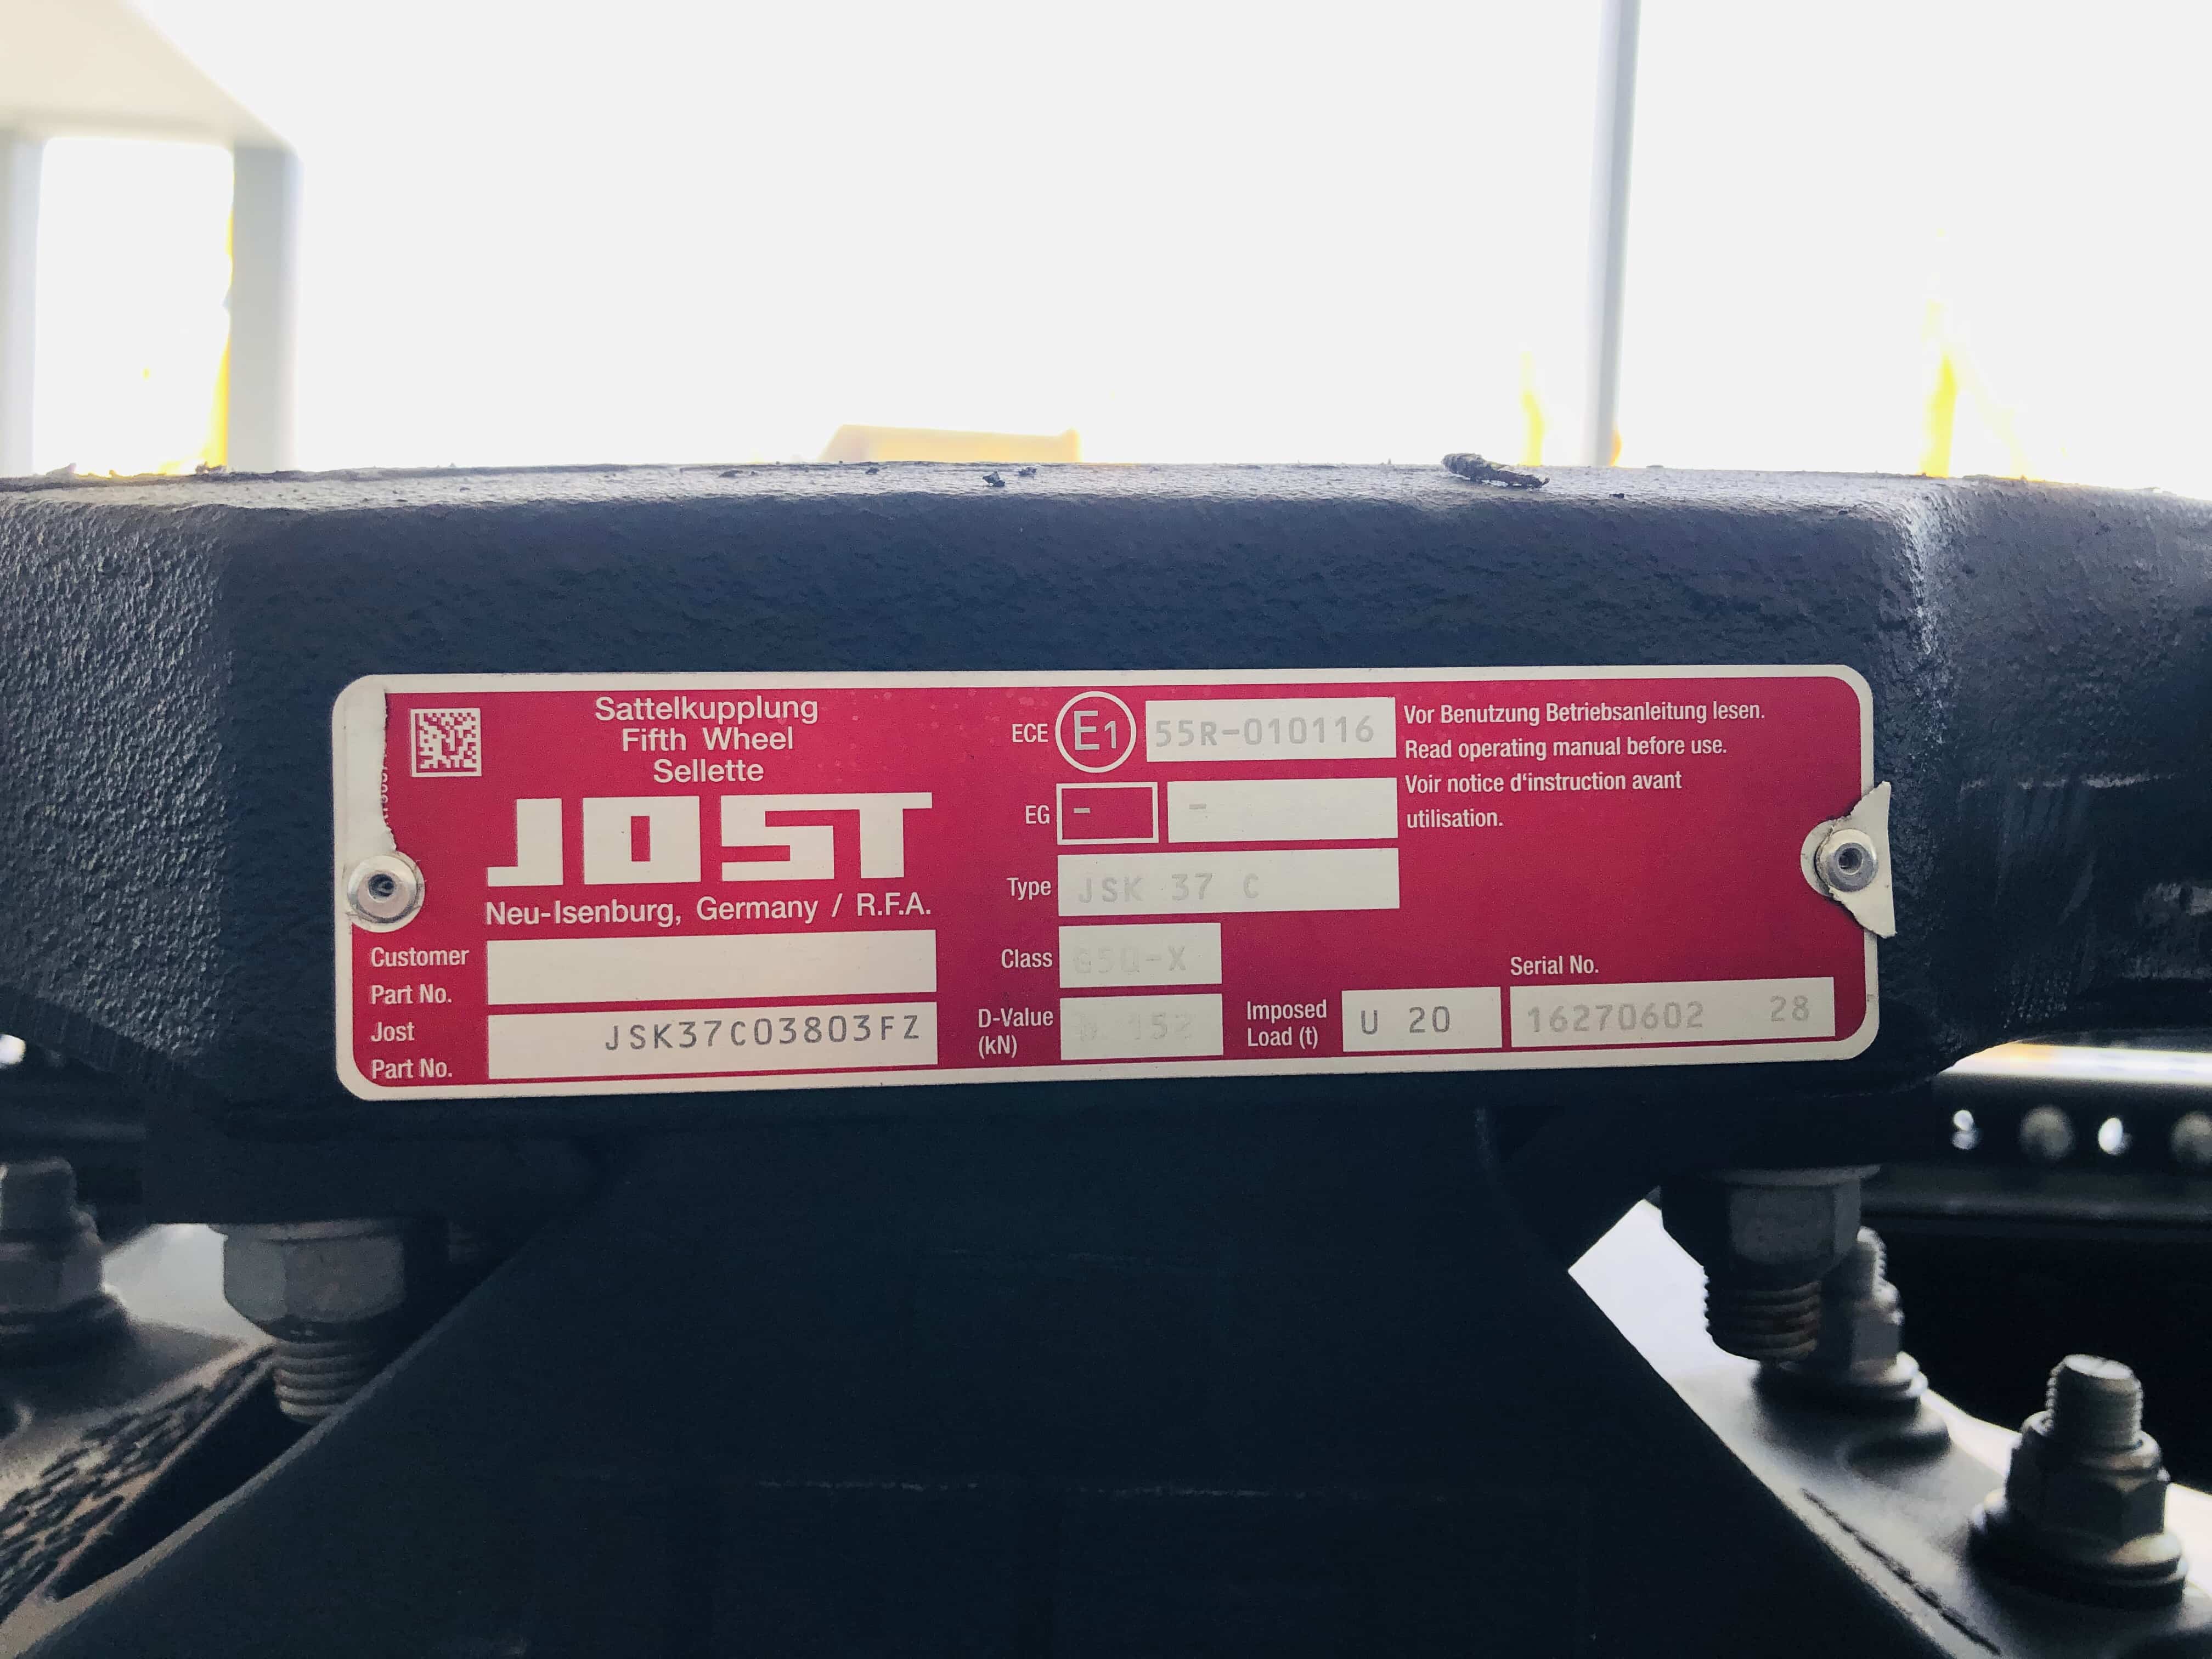 Sattelkupplung
Fifth Wheel
Sellette
JOST
Neu-Isenburg, Germany / R.F.A.
Customer
Part No.
Jost
Part No. JSK37C03803FZ
ECE E1 55R-010116
EG - -
Type JSK 37 C
Class G50-X
D-Value
(kN) D 152
Imposed
Load (t) U 20
Vor Benutzung Betriebsanleitung lesen.
Read operating manual before use.
Voir notice d'instruction avant
utilisation.
Serial No.
16270602 28